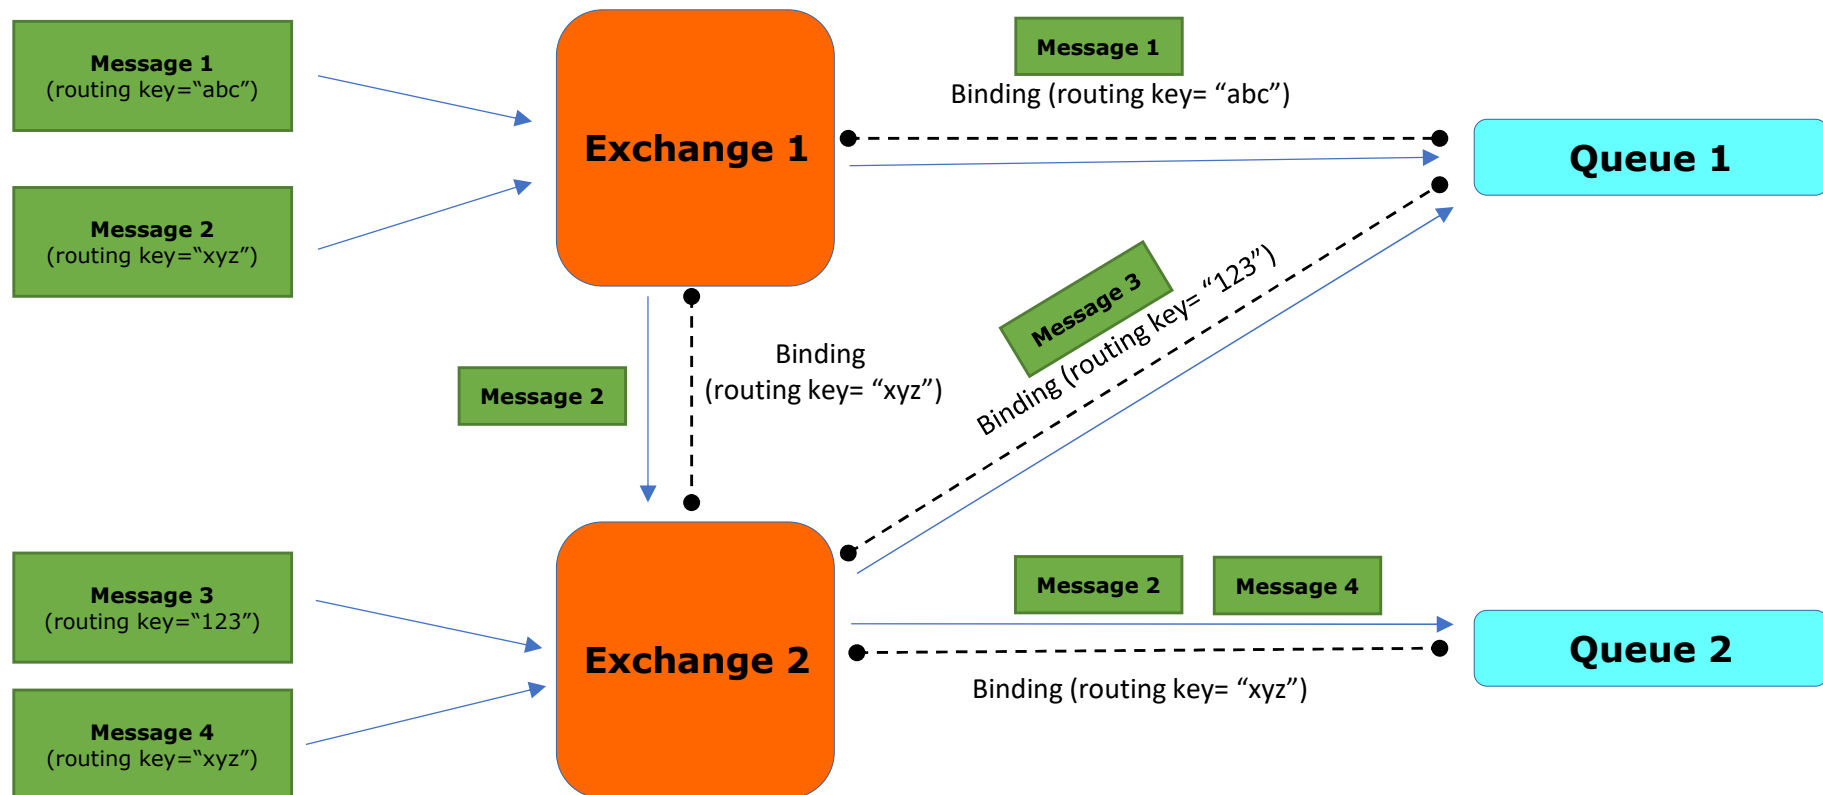 Message 1
(routing key=“abc”)
Message 2
(routing key=“xyz”)
Exchange 1
Message 1
Binding (routing key= “abc”)
Queue 1
Message 2
Binding
(routing key= “xyz”)
Message 3
Binding (routing key= “123”)
Message 3
(routing key=“123”)
Message 4
(routing key=“xyz”)
Exchange 2
Message 2
Message 4
Binding (routing key= “xyz”)
Queue 2